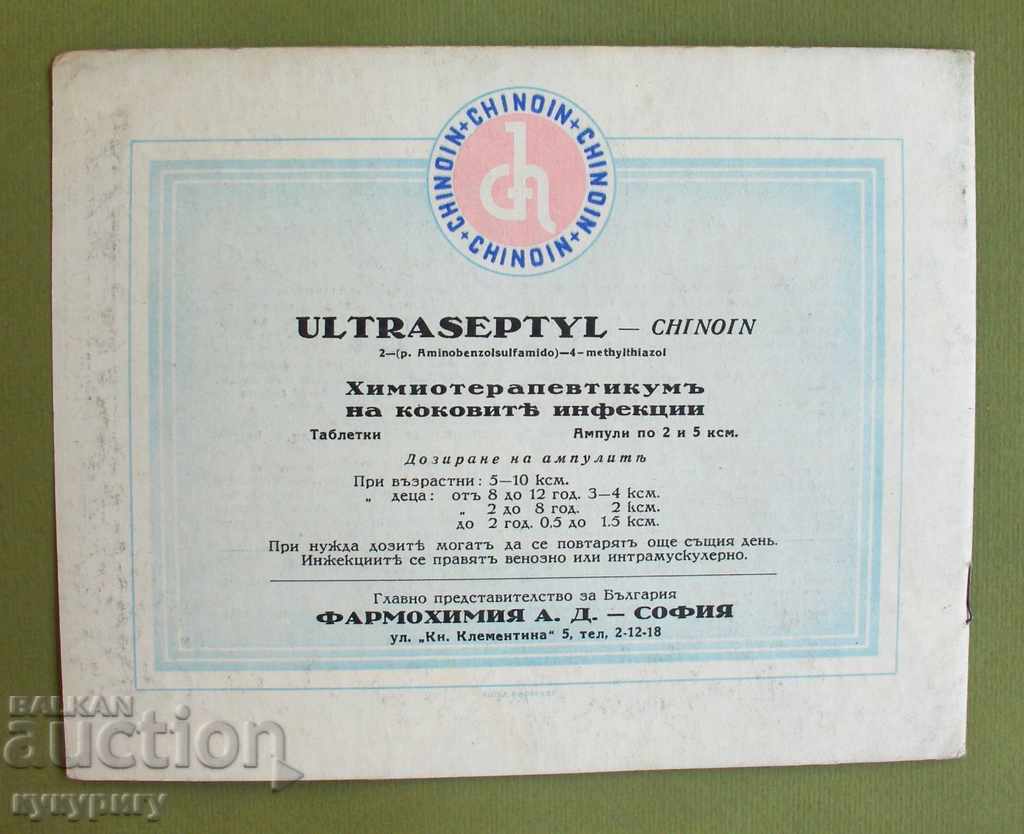 CHINOIN + CHINOIN + CHINOIN + CHINOIN +
ch
ULTRASEPTYL — CHINOIN
2—(p. Aminobenzolsulfamido)—4-methylthiazol
Химиотерапевтикумъ
на коковитѣ инфекции
Таблетки Ампули по 2 и 5 ксм.
Дозиране на ампулитѣ
При възрастни: 5—10 ксм.
„ деца: отъ 8 до 12 год. 3—4 ксм.
„ 2 до 8 год. 2 ксм.
до 2 год. 0.5 до 1.5 ксм.
При нужда дозитѣ могатъ да се повтарятъ още същия день.
Инжекциитѣ се правятъ венозно или интрамускулерно.
Главно представителство за България
ФАРМОХИМИЯ А. Д. — СОФИЯ
ул. „Кн. Клементина" 5, тел, 2-12-18
BALKAN
auction
кукуригу